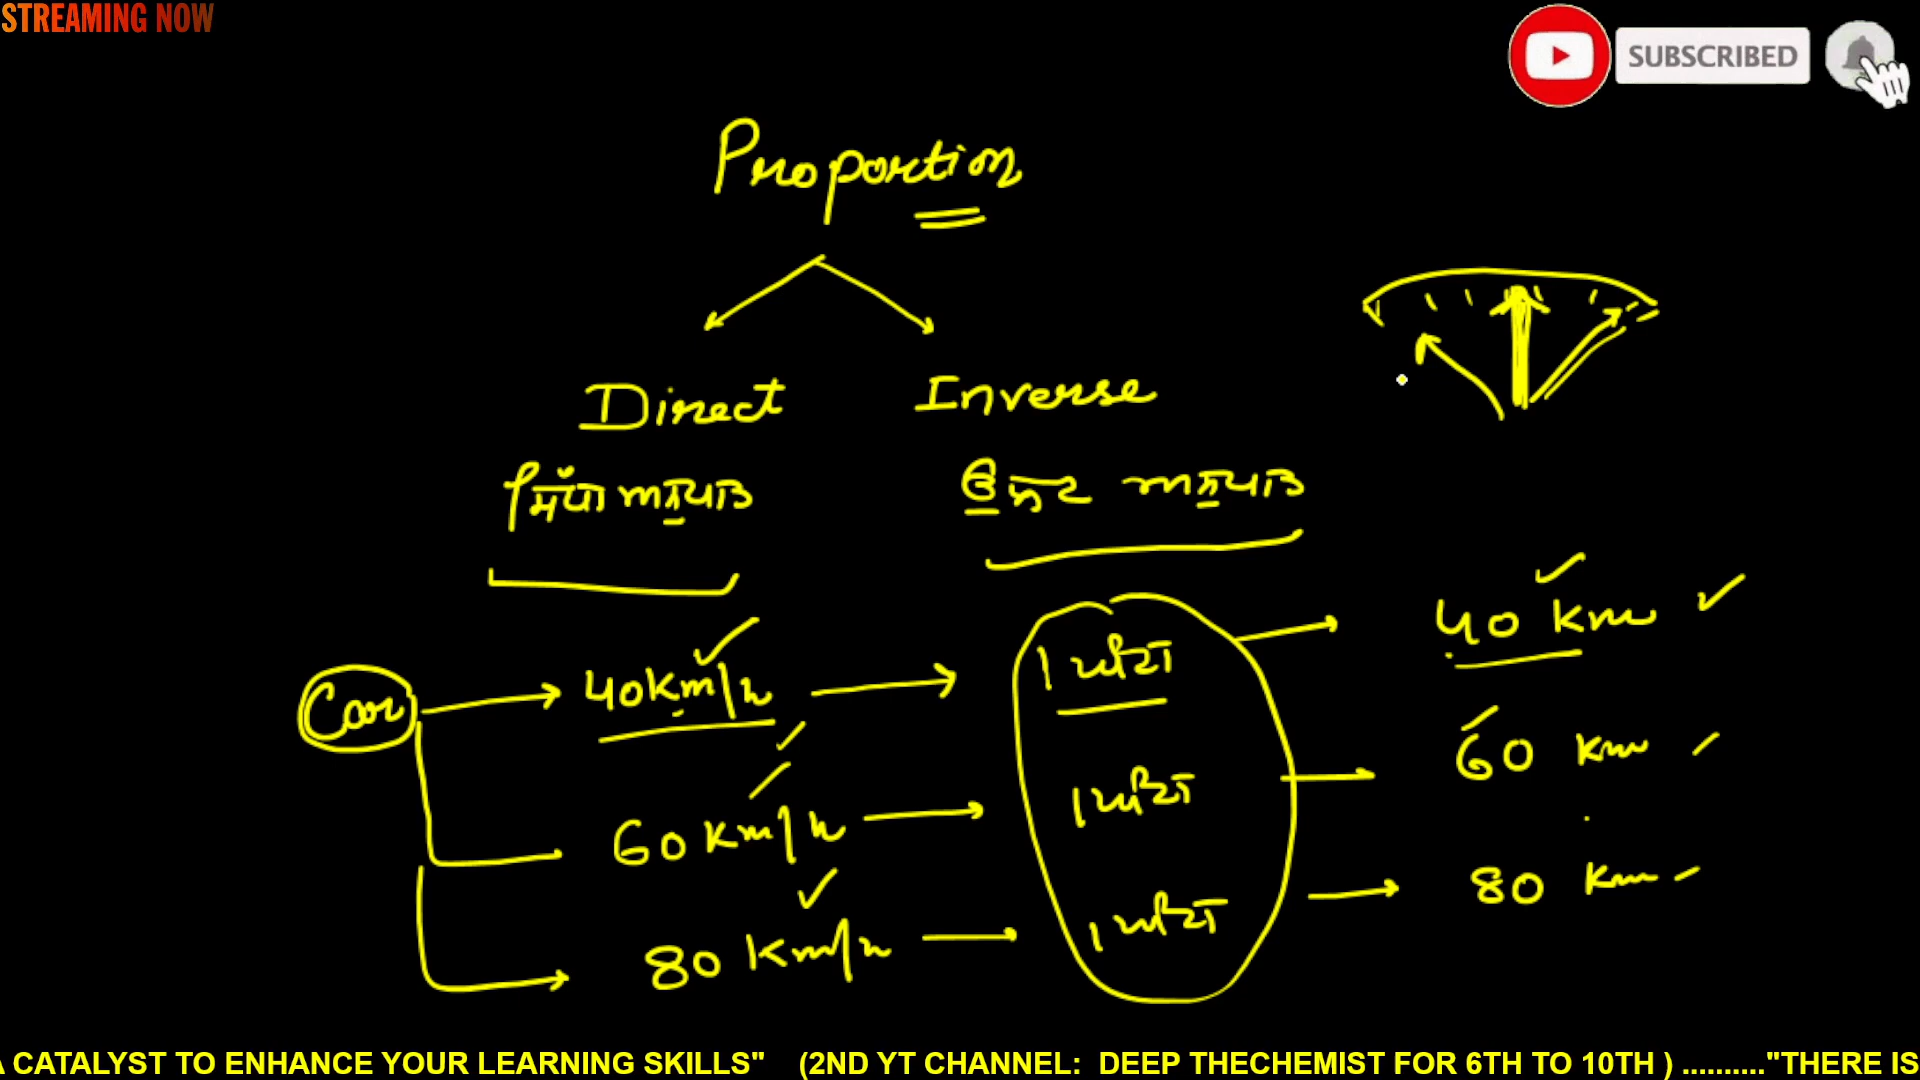 STREAMING NOW
SUBSCRIBED
Proportion
Direct Inverse
ਸਿੱਧਾ ਅਨੁਪਾਤ ਉਲਟ ਅਨੁਪਾਤ
Car 40km/h 1 ਘੰਟਾ 40 km
60 km/h 1 ਘੰਟਾ 60 km
80 km/h 1 ਘੰਟਾ 80 km
A CATALYST TO ENHANCE YOUR LEARNING SKILLS" (2ND YT CHANNEL: DEEP THECHEMIST FOR 6TH TO 10TH ) .........."THERE IS